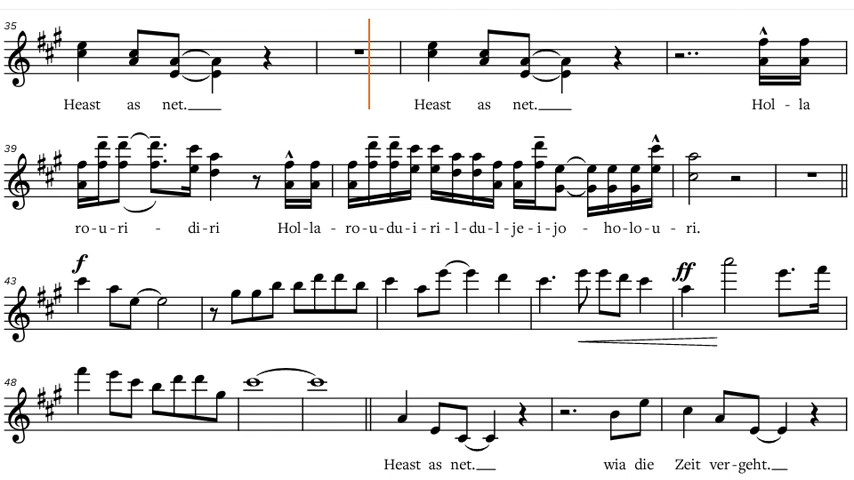 35
Heast as net. Heast as net. Hol - la
39
ro - u - ri - di - ri Hol - la - ro - u - du - i - ri - l - du - l - je - i - jo - ho - lo - u - ri.
f ff
43
48
Heast as net. wia die Zeit ver - geht.